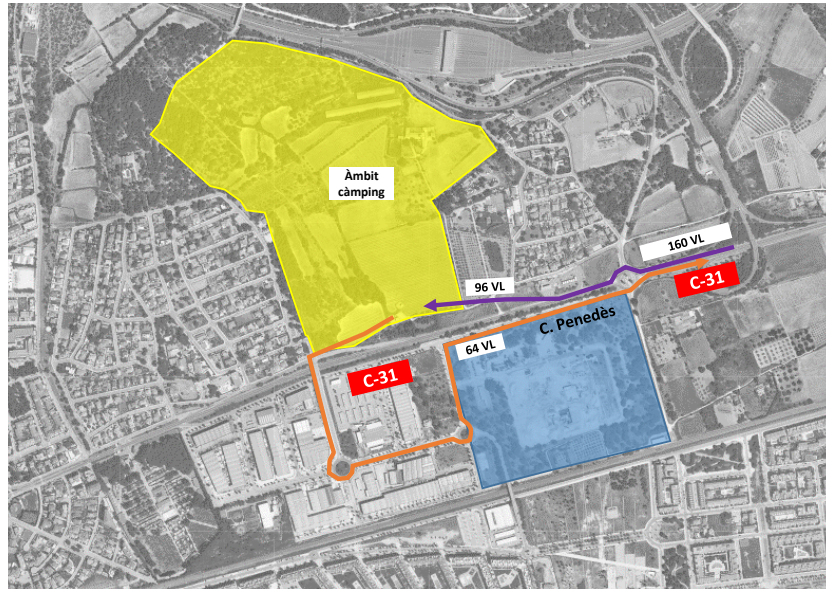 Àmbit
càmping
160 VL
C-31
96 VL
C. Penedès
64 VL
C-31